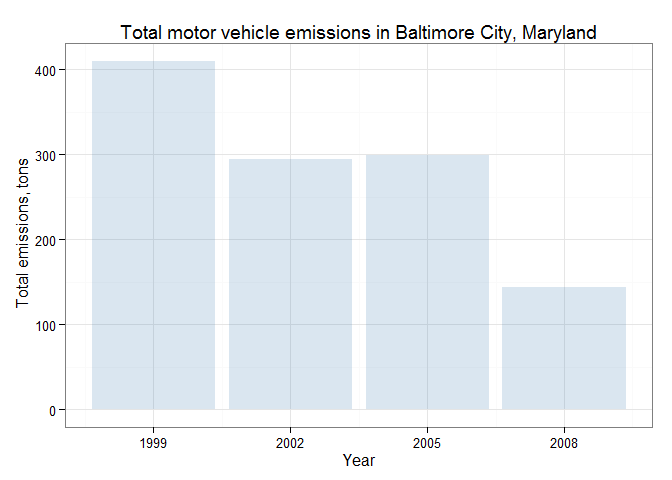 Total motor vehicle emissions in Baltimore City, Maryland
Total emissions, tons
400
300
200
100
0
1999 2002 2005 2008
Year